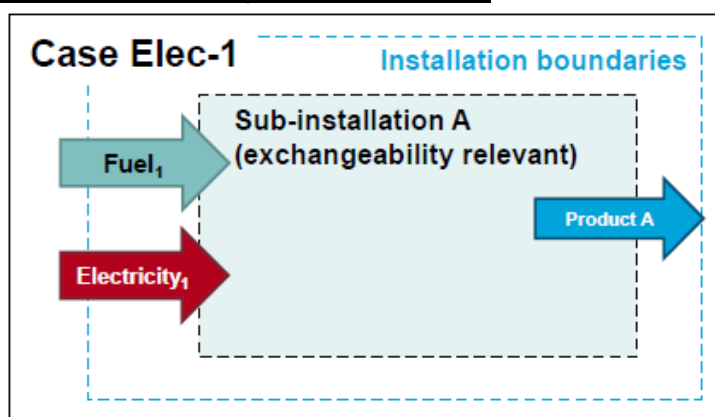 Case Elec-1
Installation boundaries
Sub-installation A
(exchangeability relevant)
Fuel₁
Product A
Electricity₁